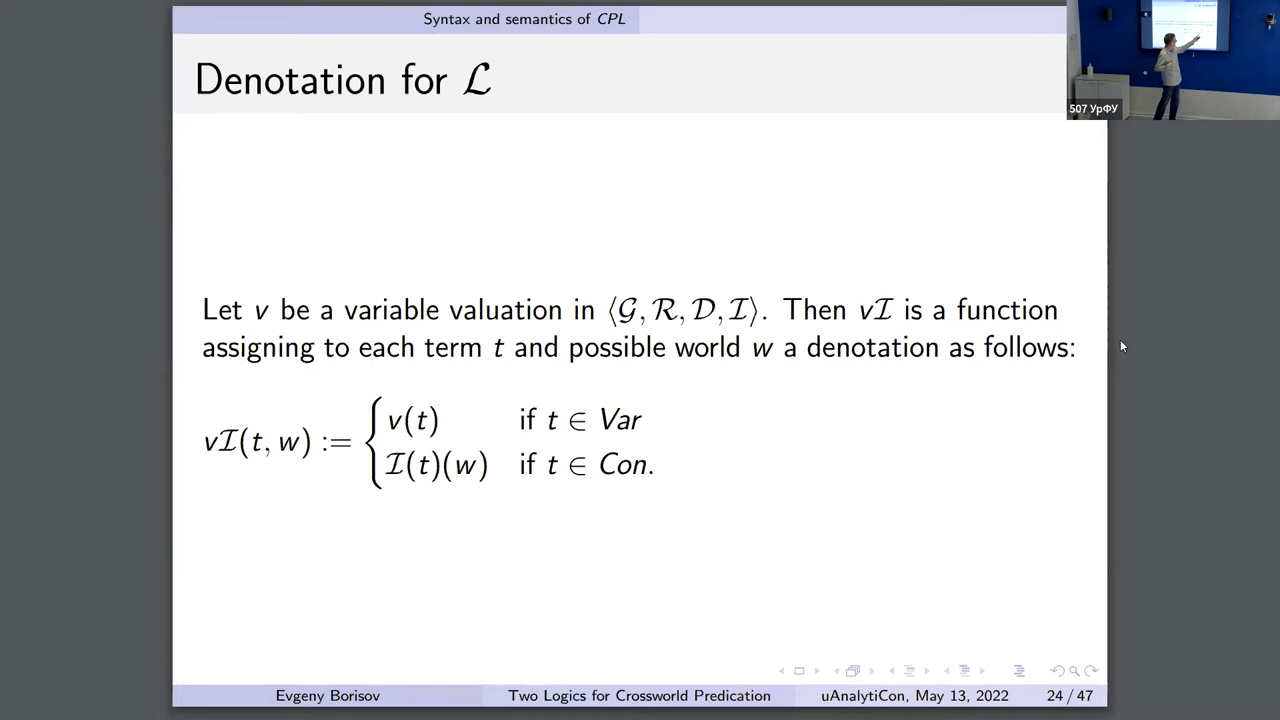 Syntax and semantics of CPL
Denotation for ℒ
507 УрФУ
Let v be a variable valuation in ⟨𝒢, ℛ, 𝒟, ℐ⟩. Then vℐ is a function
assigning to each term t and possible world w a denotation as follows:
vℐ(t, w) := { v(t) if t ∈ Var
ℐ(t)(w) if t ∈ Con.
Evgeny Borisov Two Logics for Crossworld Predication uAnalytiCon, May 13, 2022 24 / 47